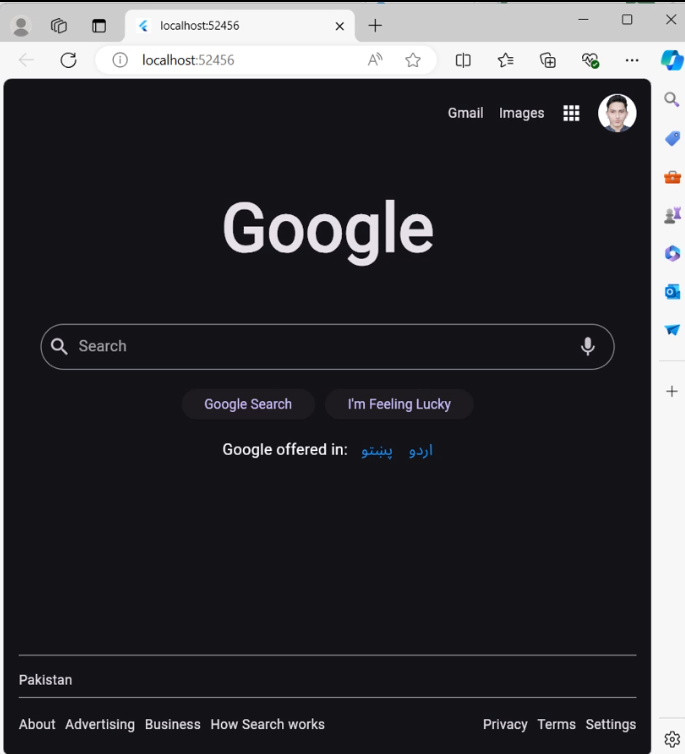 localhost:52456
localhost:52456
Gmail Images
Google
Search
Google Search I'm Feeling Lucky
Google offered in: پښتو اردو
Pakistan
About Advertising Business How Search works Privacy Terms Settings